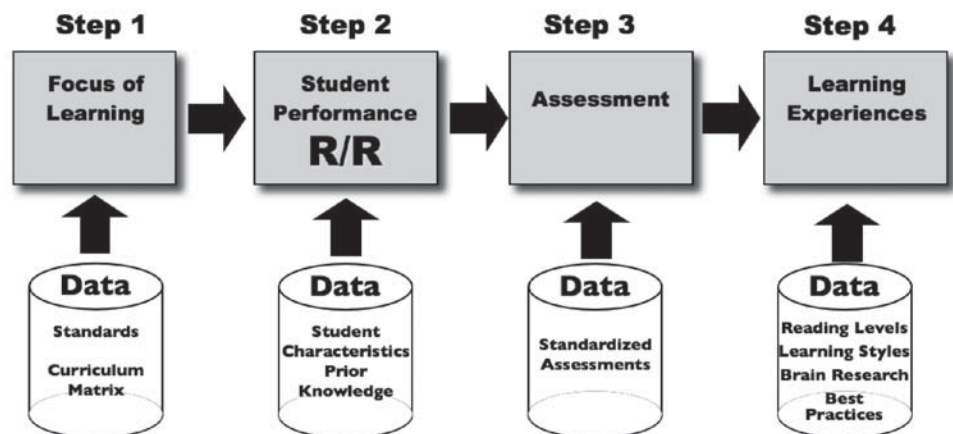 Step 1
Step 2
Step 3
Step 4
Focus of
Learning
Student
Performance
R/R
Assessment
Learning
Experiences
Data
Standards
Curriculum
Matrix
Data
Student
Characteristics
Prior
Knowledge
Data
Standardized
Assessments
Data
Reading Levels
Learning Styles
Brain Research
Best
Practices